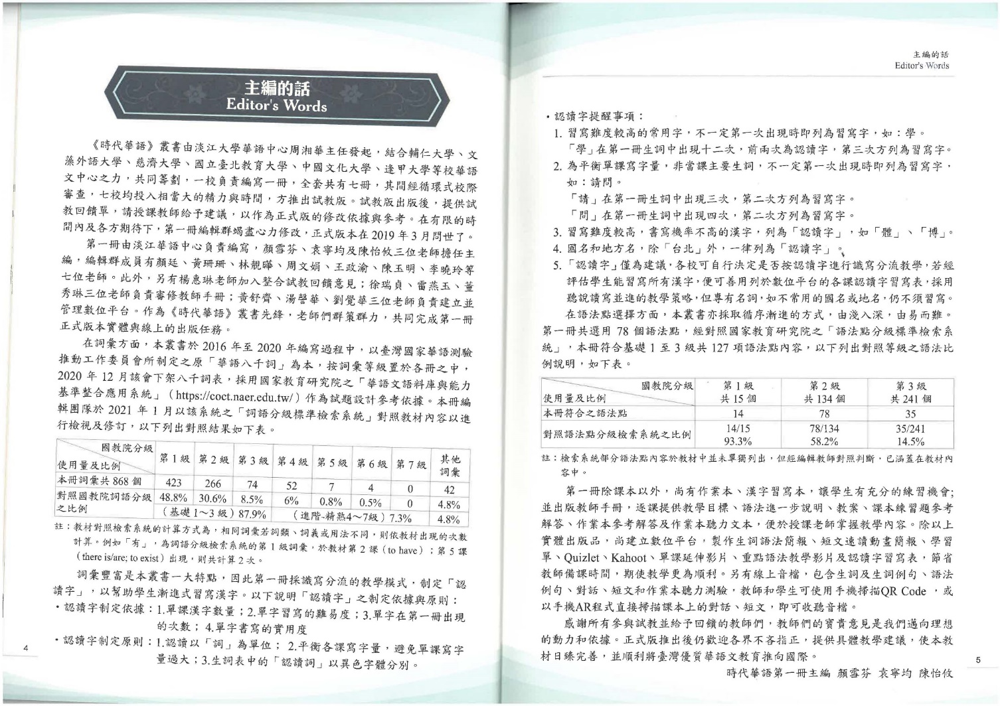 主編的話
Editor's Words
《時代華語》叢書由淡江大學華語中心周湘華主任發起，結合輔仁大學、文
藻外語大學、慈濟大學、國立臺北教育大學、中國文化大學、逢甲大學等校華語
文中心之力，共同籌劃，一校負責編寫一冊，全套共有七冊，其間經循環式校際
審查，七校均投入相當大的精力與時間，方推出試教版。試教版出版後，提供試
教回饋單，請授課教師給予建議，以作為正式版的修改依據與參考。在有限的時
間內及各方期待下，第一冊編輯群竭盡心力修改，正式版本在 2019 年 3 月問世了。
第一冊由淡江華語中心負責編寫，顏雪芬、袁寧均及陳怡攸三位老師擔任主
編，編輯群成員有顏廷、黃珊珊、林靓曄、周文娟、王政渝、陳玉明、李曉玲等
七位老師。此外，另有楊惠琳老師加入整合試教回饋意見；徐瑞貞、雷燕玉、董
秀琳三位老師負責審修教師手冊；黃舒齊、湯謦華、劉覺華三位老師負責建立並
管理數位平台。作為《時代華語》叢書先鋒，老師們群策群力，共同完成第一冊
正式版本實體與線上的出版任務。
在詞彙方面，本叢書於 2016 年至 2020 年編寫過程中，以臺灣國家華語測驗
推動工作委員會所制定之原「華語八千詞」為本，按詞彙等級置於各冊之中，
2020 年 12 月該會下架八千詞表，採用國家教育研究院之「華語文語料庫與能力
基準整合應用系統」（https://coct.naer.edu.tw/）作為試題設計參考依據。本冊編
輯團隊於 2021 年 1 月以該系統之「詞語分級標準檢索系統」對照教材內容以進
行檢視及修訂，以下列出對照結果如下表。
國教院分級
使用量及比例 第 1 級 第 2 級 第 3 級 第 4 級 第 5 級 第 6 級 第 7 級 其他
詞彙
本冊詞彙共 868 個 423 266 74 52 7 4 0 42
對照國教院詞語分級
之比例 48.8% 30.6% 8.5% 6% 0.8% 0.5% 0 4.8%
（基礎 1～3 級）87.9% （進階-精熟4～7級）7.3% 4.8%
註：教材對照檢索系統的計算方式為，相同詞彙若詞類、詞義或用法不同，則依教材出現的次數
計算。例如「有」，為詞語分級檢索系統的第 1 級詞彙，於教材第 2 課（to have）；第 5 課
（there is/are; to exist）出現，則共計算 2 次。
詞彙豐富是本叢書一大特點，因此第一冊採識寫分流的教學模式，制定「認
讀字」，以幫助學生漸進式習寫漢字。以下說明「認讀字」之制定依據與原則：
・認讀字制定依據：1.單課漢字數量；2.單字習寫的難易度；3.單字在第一冊出現
的次數； 4.單字書寫的實用度
・認讀字制定原則：1.認讀以「詞」為單位； 2.平衡各課寫字量，避免單課寫字
量過大；3.生詞表中的「認讀詞」以異色字體分別。
4
主編的話
Editor's Words
・認讀字提醒事項：
1. 習寫難度較高的常用字，不一定第一次出現時即列為習寫字，如：學。
「學」在第一冊生詞中出現十二次，前兩次為認讀字，第三次方列為習寫字。
2. 為平衡單課寫字量，非當課主要生詞，不一定第一次出現時即列為習寫字，
如：請問。
「請」在第一冊生詞中出現三次，第二次方列為習寫字。
「問」在第一冊生詞中出現四次，第二次方列為習寫字。
3. 習寫難度較高，書寫機率不高的漢字，列為「認讀字」，如「體」、「博」。
4. 國名和地方名，除「台北」外，一律列為「認讀字」。
5.「認讀字」僅為建議，各校可自行決定是否按認讀字進行識寫分流教學，若經
評估學生能習寫所有漢字，便可善用列於數位平台的各課認讀字習寫表，採用
聽說讀寫並進的教學策略，但專有名詞，如不常用的國名或地名，仍不須習寫。
在語法點選擇方面，本叢書亦採取循序漸進的方式，由淺入深，由易而難。
第一冊共選用 78 個語法點，經對照國家教育研究院之「語法點分級標準檢索系
統」，本冊符合基礎 1 至 3 級共 127 項語法點內容，以下列出對照等級之語法比
例說明，如下表。
國教院分級
使用量及比例 第 1 級
共 15 個 第 2 級
共 134 個 第 3 級
共 241 個
本冊符合之語法點 14 78 35
對照語法點分級檢索系統之比例 14/15
93.3% 78/134
58.2% 35/241
14.5%
註：檢索系統部分語法點內容於教材中並未單獨列出，但經編輯教師對照判斷，已涵蓋在教材內
容中。
第一冊除課本以外，尚有作業本、漢字習寫本，讓學生有充分的練習機會；
並出版教師手冊，逐課提供教學目標、語法進一步說明、教案、課本練習題參考
解答、作業本參考解答及作業本聽力文本，便於授課老師掌握教學內容。除以上
實體出版品，尚建立數位平台，製作生詞語法簡報、短文速讀動畫簡報、學習
單、Quizlet、Kahoot、單課延伸影片、重點語法教學影片及認讀字習寫表，節省
教師備課時間，期使教學更為順利。另有線上音檔，包含生詞及生詞例句、語法
例句、對話、短文和作業本聽力測驗，教師和學生可使用手機掃描QR Code ，或
以手機AR程式直接掃描課本上的對話、短文，即可收聽音檔。
感謝所有參與試教並給予回饋的教師們，教師們的寶貴意見是我們邁向理想
的動力和依據。正式版推出後仍歡迎各界不吝指正，提供具體教學建議，使本教
材日臻完善，並順利將臺灣優質華語文教育推向國際。
時代華語第一冊主編 顏雪芬 袁寧均 陳怡攸
5